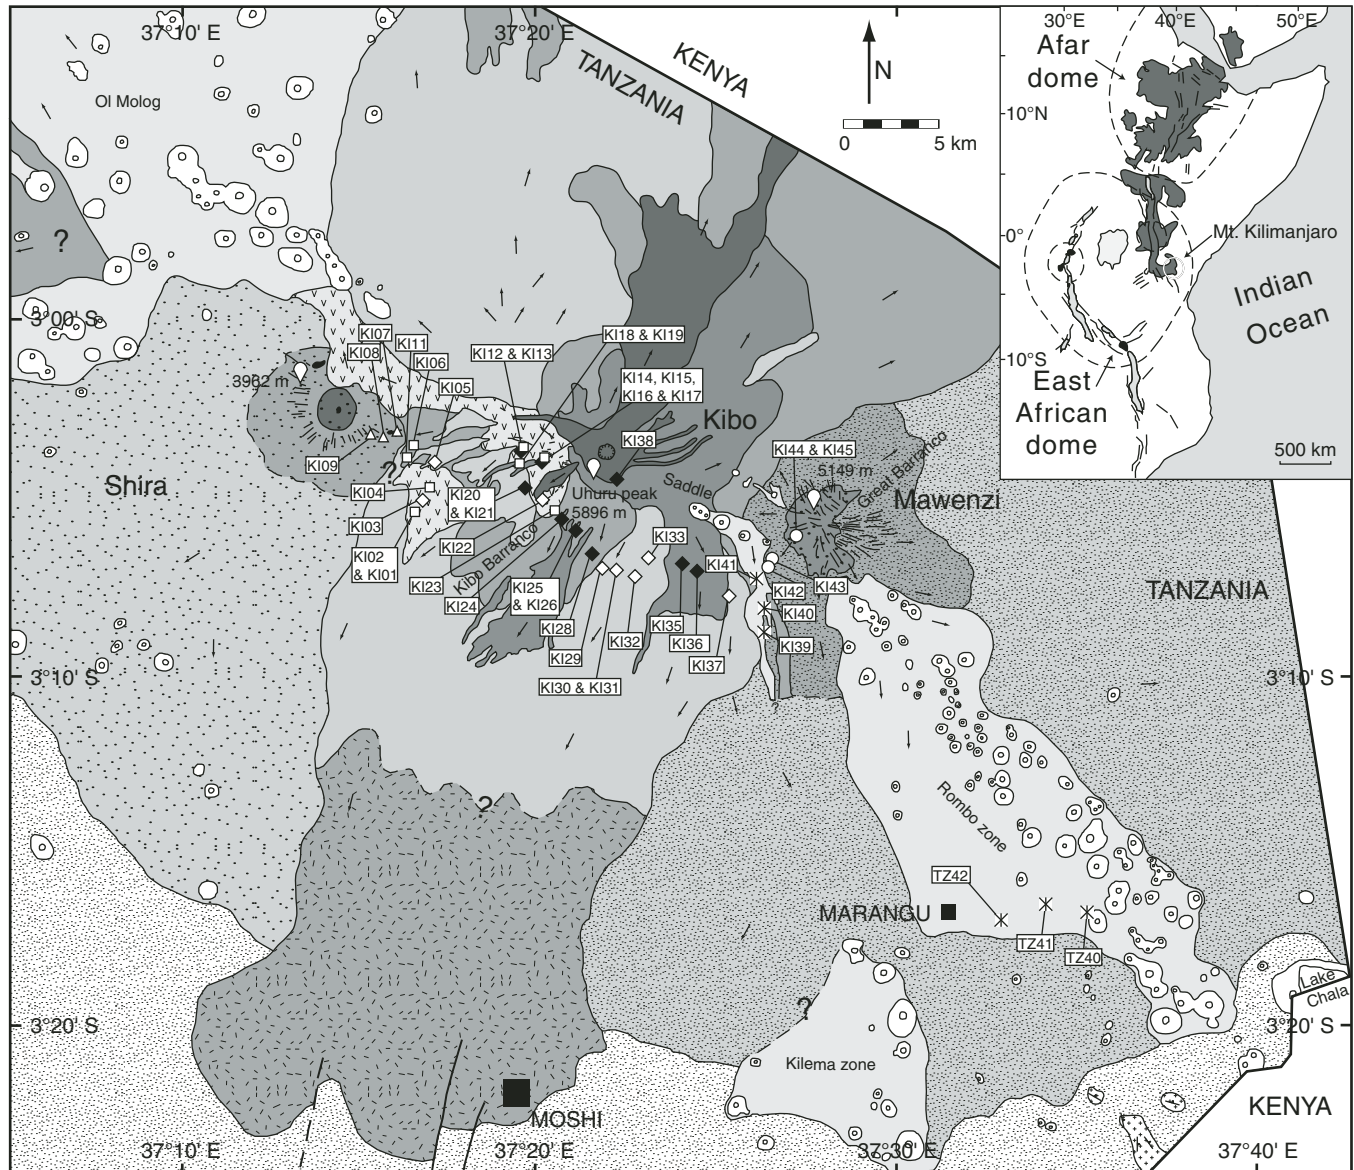 37°10' E
37°20' E
KENYA
TANZANIA
N
0
5 km
30°E
40°E
50°E
Afar
dome
10°N
0°
Mt. Kilimanjaro
Indian
Ocean
10°S
East
African
dome
500 km
Ol Molog
?
3°00' S
KI07
KI11
KI08
KI06
KI05
KI12 & KI13
KI18 & KI19
KI14, KI15,
KI16 & KI17
3962 m
Kibo
KI38
KI44 & KI45
KI09
?
5149 m
Great Barranco
Shira
KI04
KI20
& KI21
Uhuru peak
5896 m
Saddle
Mawenzi
KI03
KI02
& KI01
KI22
Kibo Barranco
KI33
KI41
KI23
KI24
KI25
& KI26
KI42
KI43
TANZANIA
KI28
KI32
KI35
KI40
KI29
KI36
KI39
KI37
KI30 & KI31
3°10' S
3°10' S
?
?
Rombo zone
TZ42
MARANGU
TZ41
TZ40
Lake
Chala
?
3°20' S
3°20' S
Kilema zone
MOSHI
KENYA
37°10' E
37°20' E
37°30' E
37°40' E